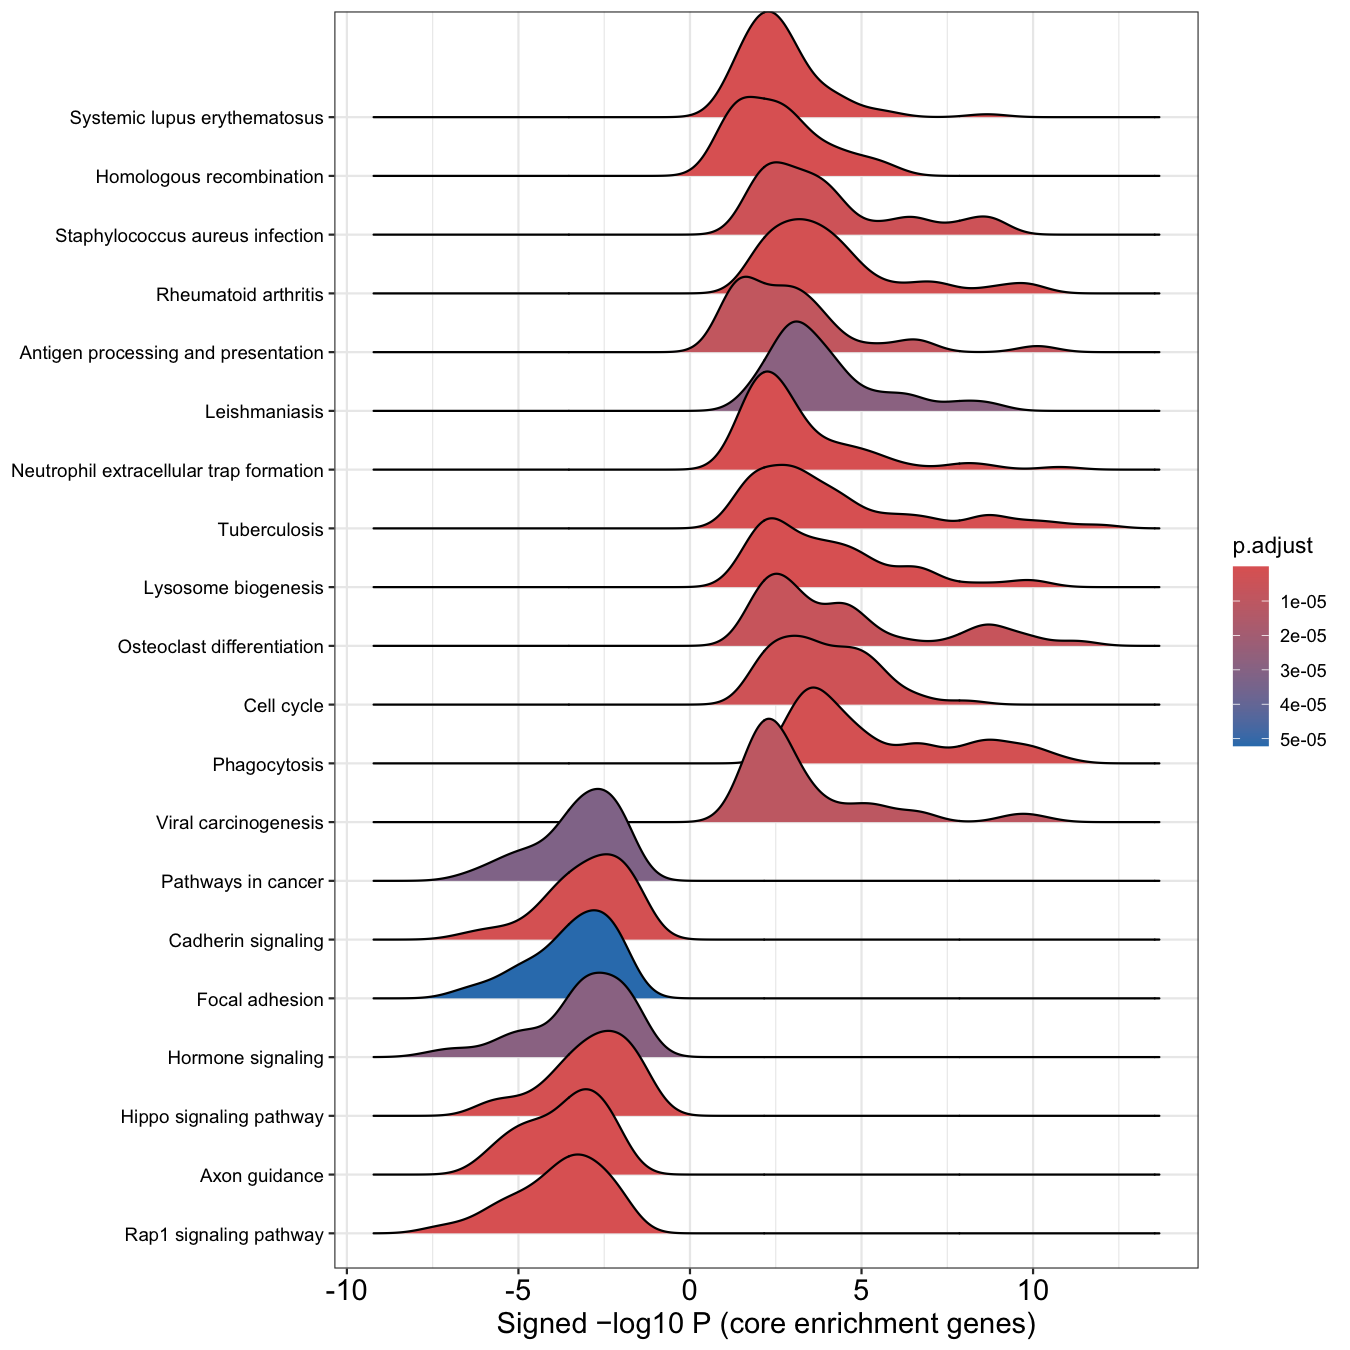 Systemic lupus erythematosus
Homologous recombination
Staphylococcus aureus infection
Rheumatoid arthritis
Antigen processing and presentation
Leishmaniasis
Neutrophil extracellular trap formation
Tuberculosis
Lysosome biogenesis
Osteoclast differentiation
Cell cycle
Phagocytosis
Viral carcinogenesis
Pathways in cancer
Cadherin signaling
Focal adhesion
Hormone signaling
Hippo signaling pathway
Axon guidance
Rap1 signaling pathway
-10 -5 0 5 10
Signed −log10 P (core enrichment genes)
p.adjust
1e-05
2e-05
3e-05
4e-05
5e-05